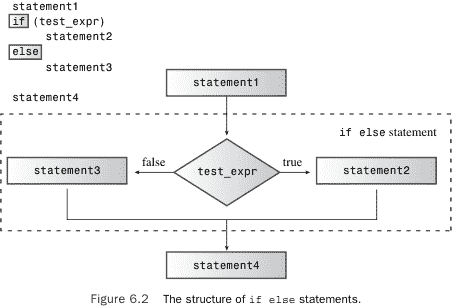 statement1
if (test_expr)
statement2
else
statement3
statement4
statement1
if else statement
false
true
statement3
test_expr
statement2
statement4
Figure 6.2 The structure of if else statements.